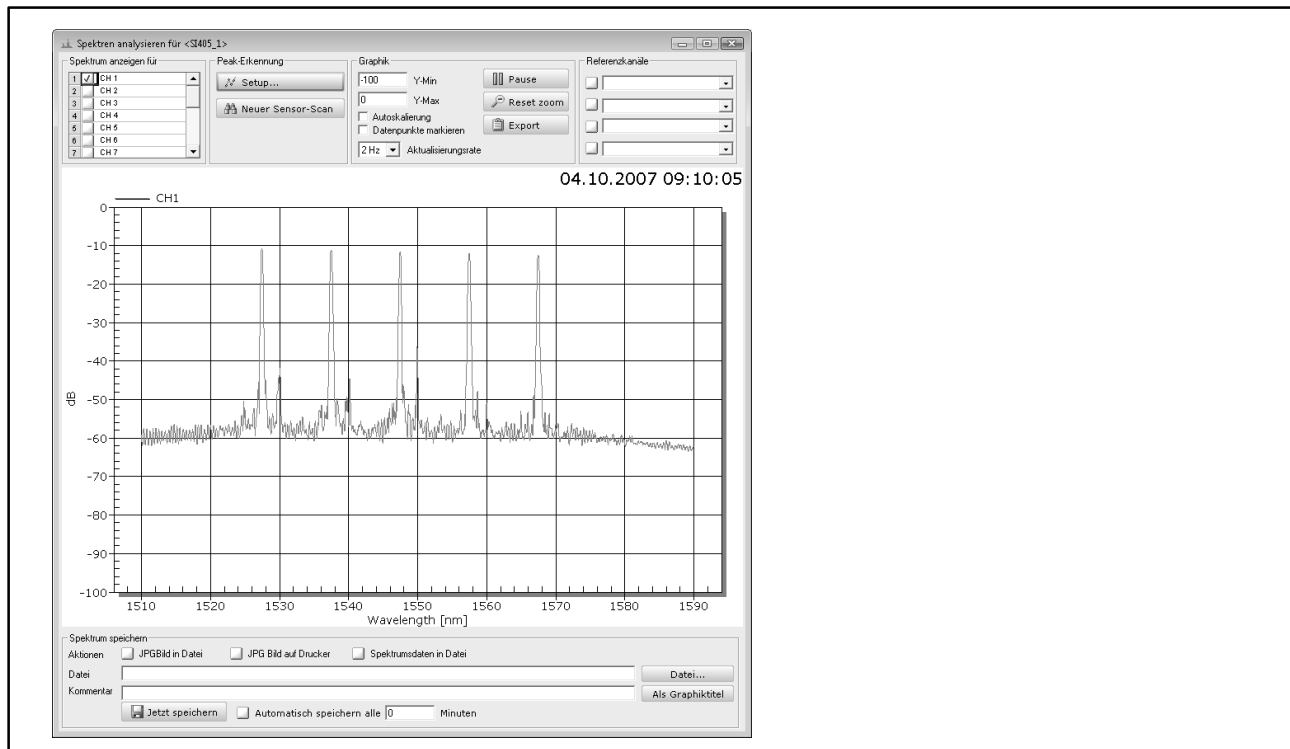 Spektren analysieren für <SI405_1>
Spektrum anzeigen für
1 CH 1
2 CH 2
3 CH 3
4 CH 4
5 CH 5
6 CH 6
7 CH 7
Peak-Erkennung
Setup...
Neuer Sensor-Scan
Graphik
-100 Y-Min
0 Y-Max
Autoskalierung
Datenpunkte markieren
2 Hz Aktualisierungsrate
Pause
Reset zoom
Export
Referenzkanäle
04.10.2007 09:10:05
CH1
0
-10
-20
-30
-40
-50
-60
-70
-80
-90
-100
dB
1510 1520 1530 1540 1550 1560 1570 1580 1590
Wavelength [nm]
Spektrum speichern
Aktionen JPGBild in Datei JPG Bild auf Drucker Spektrumsdaten in Datei
Datei Datei...
Kommentar Als Graphiktitel
Jetzt speichern Automatisch speichern alle 0 Minuten